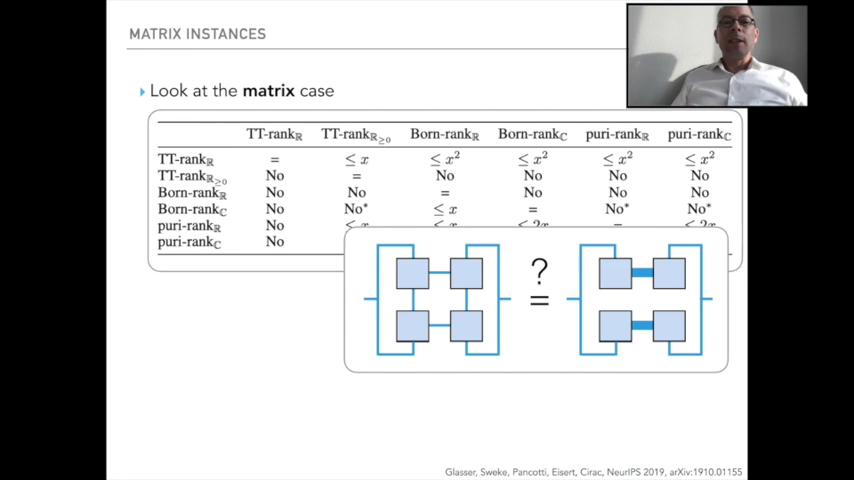 MATRIX INSTANCES
Look at the matrix case
TT-rankℝ TT-rankℝ≥0 Born-rankℝ Born-rankℂ puri-rankℝ puri-rankℂ
TT-rankℝ = ≤ x ≤ x² ≤ x² ≤ x² ≤ x²
TT-rankℝ≥0 No = No No No No
Born-rankℝ No No = No No No
Born-rankℂ No No* ≤ x = No* No*
puri-rankℝ No ≤ x ≤ x ≤ 2x = ≤ 2x
puri-rankℂ No
?
=
Glasser, Sweke, Pancotti, Eisert, Cirac, NeurIPS 2019, arXiv:1910.01155